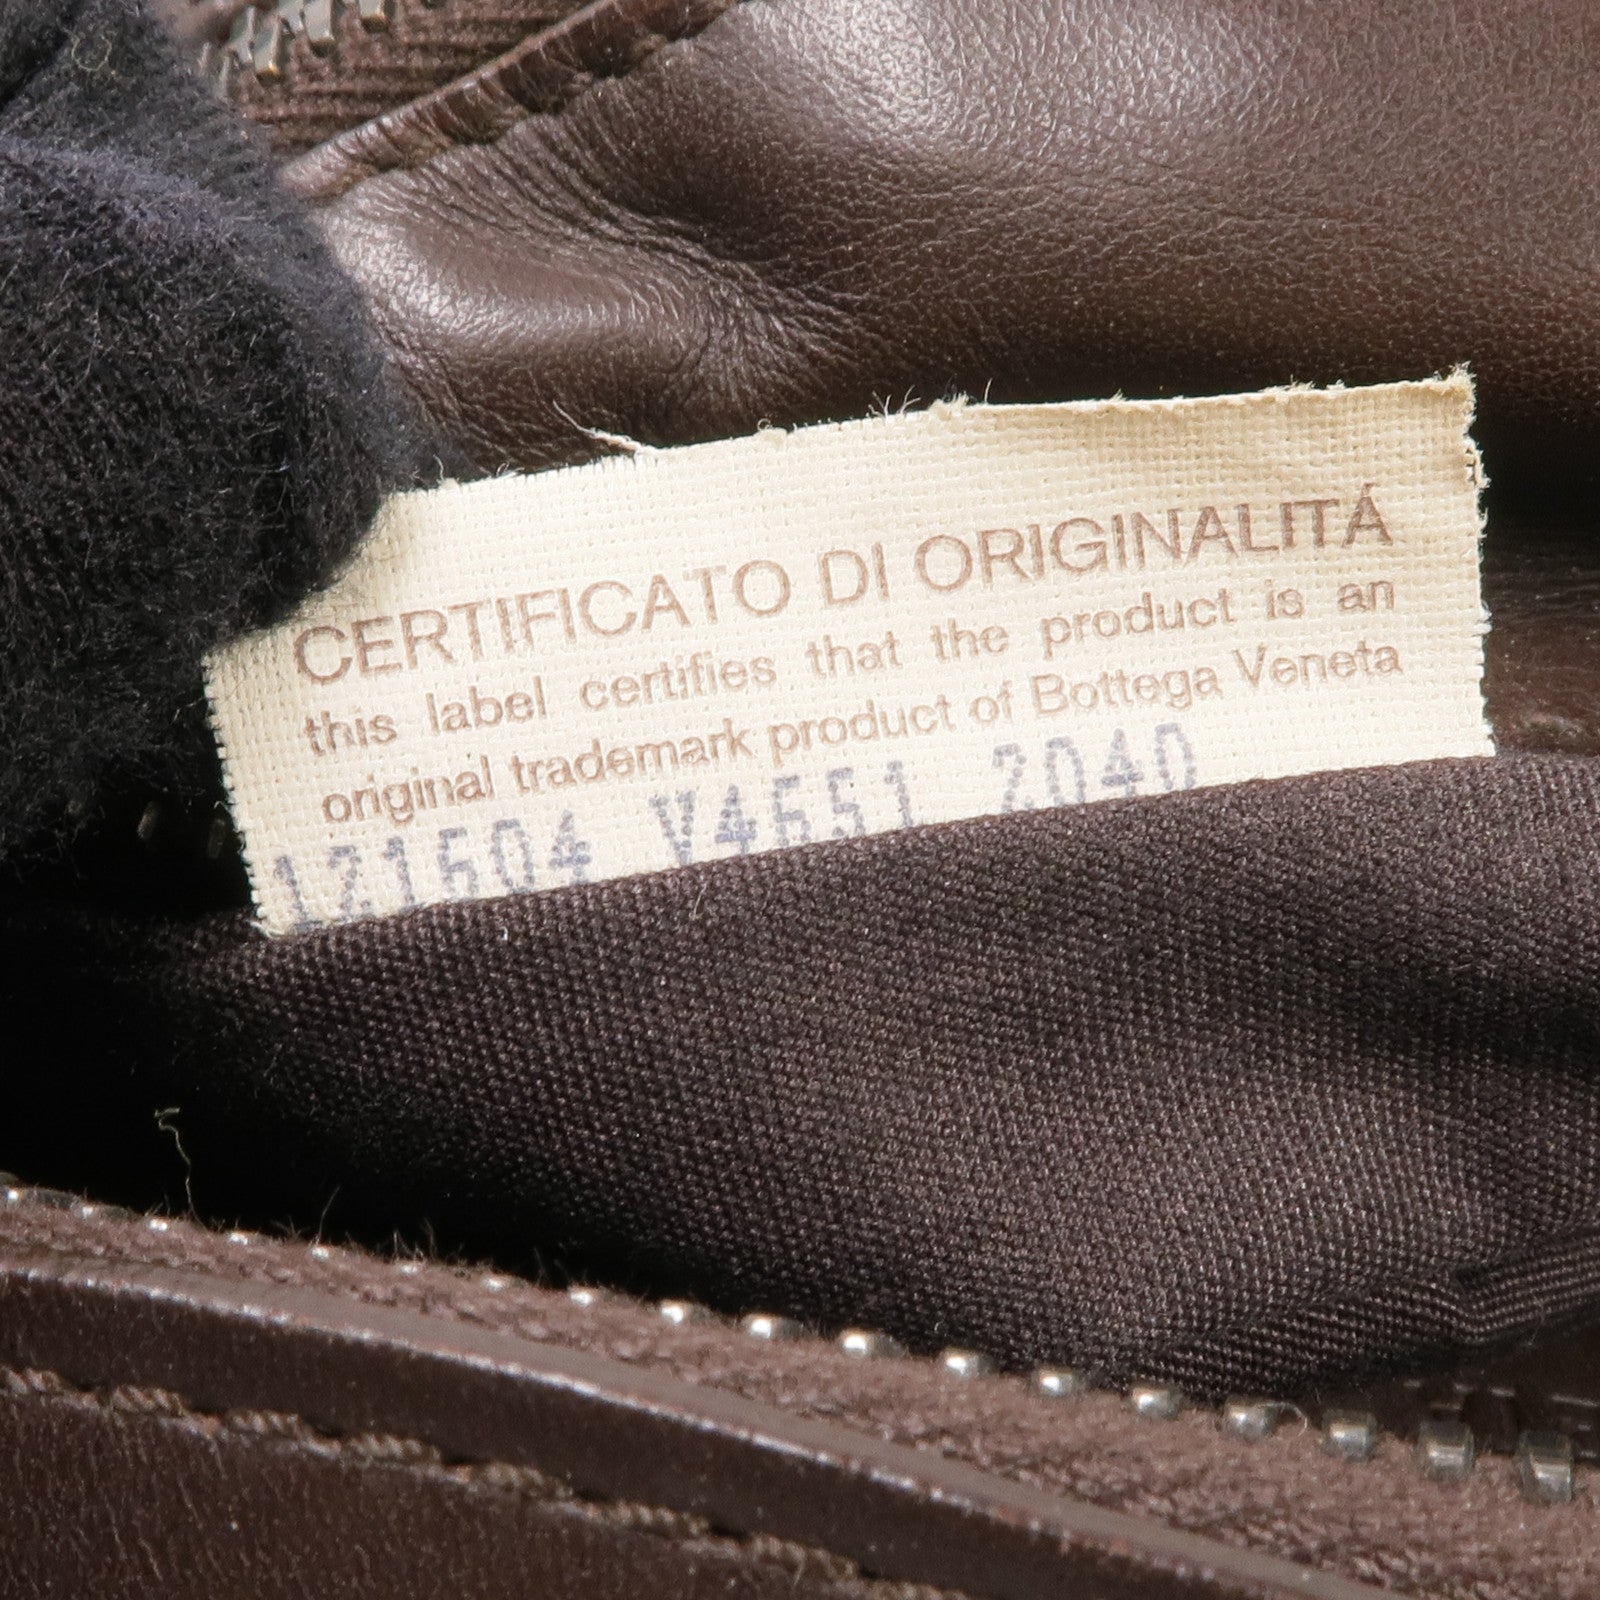 CERTIFICATO DI ORIGINALITÁ
this label certifies that the product is an
original trademark product of Bottega Veneta
121504 V4651 2040